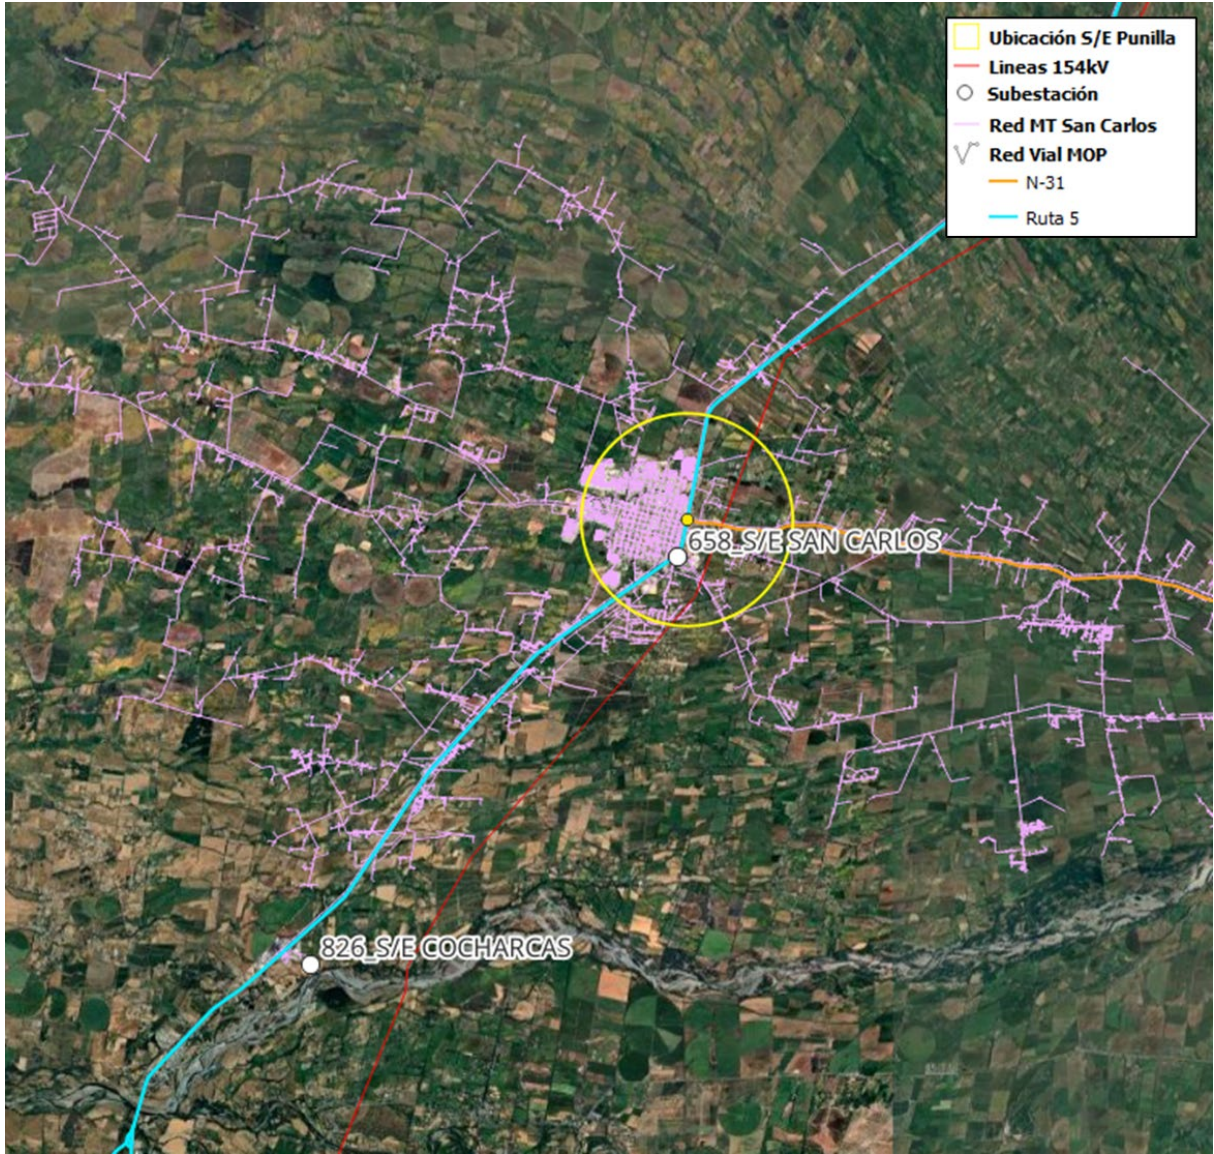 Ubicación S/E Punilla
Lineas 154kV
Subestación
Red MT San Carlos
Red Vial MOP
N-31
Ruta 5
658_S/E SAN CARLOS
826_S/E COCHARCAS